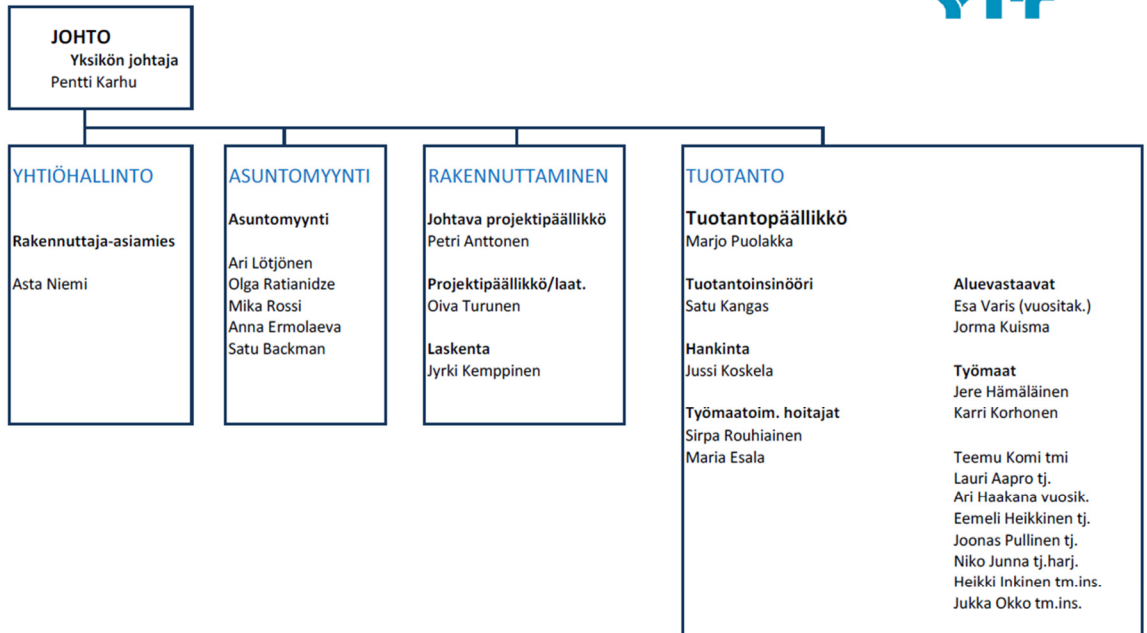 JOHTO
Yksikön johtaja
Pentti Karhu
YHTIÖHALLINTO
Rakennuttaja-asiamies
Asta Niemi
ASUNTOMYYNTI
Asuntomyynti
Ari Lötjönen
Olga Ratianidze
Mika Rossi
Anna Ermolaeva
Satu Backman
RAKENNUTTAMINEN
Johtava projektipäällikkö
Petri Anttonen
Projektipäällikkö/laat.
Oiva Turunen
Laskenta
Jyrki Kemppinen
TUOTANTO
Tuotantopäällikkö
Marjo Puolakka
Tuotantoinsinööri
Satu Kangas
Hankinta
Jussi Koskela
Työmaatoim. hoitajat
Sirpa Rouhiainen
Maria Esala
Aluevastaavat
Esa Varis (vuositak.)
Jorma Kuisma
Työmaat
Jere Hämäläinen
Karri Korhonen
Teemu Komi tmi
Lauri Aapro tj.
Ari Haakana vuosik.
Eemeli Heikkinen tj.
Joonas Pullinen tj.
Niko Junna tj.harj.
Heikki Inkinen tm.ins.
Jukka Okko tm.ins.